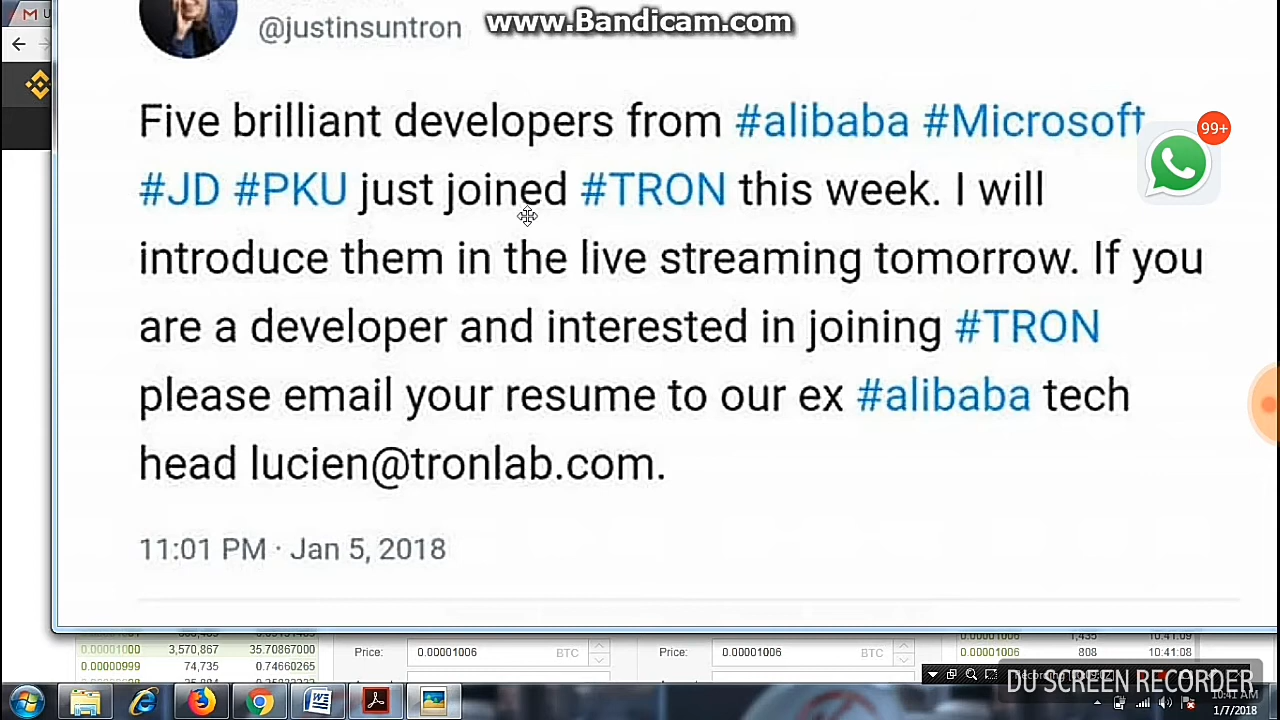 M U
www.Bandicam.com
@justinsuntron
Five brilliant developers from #alibaba #Microsoft
99+
#JD #PKU just joined #TRON this week. I will
introduce them in the live streaming tomorrow. If you
are a developer and interested in joining #TRON
please email your resume to our ex #alibaba tech
head lucien@tronlab.com.
11:01 PM · Jan 5, 2018
0.00001000 3,570,867 35.70867000
Price: 0.00001006 BTC
Price: 0.00001006 BTC
0.00001006 1,435 10:41:09
808 10:41:08
0.00000999 74,735 0.74660265
DU SCREEN RECORDER
10:41 AM
1/7/2018